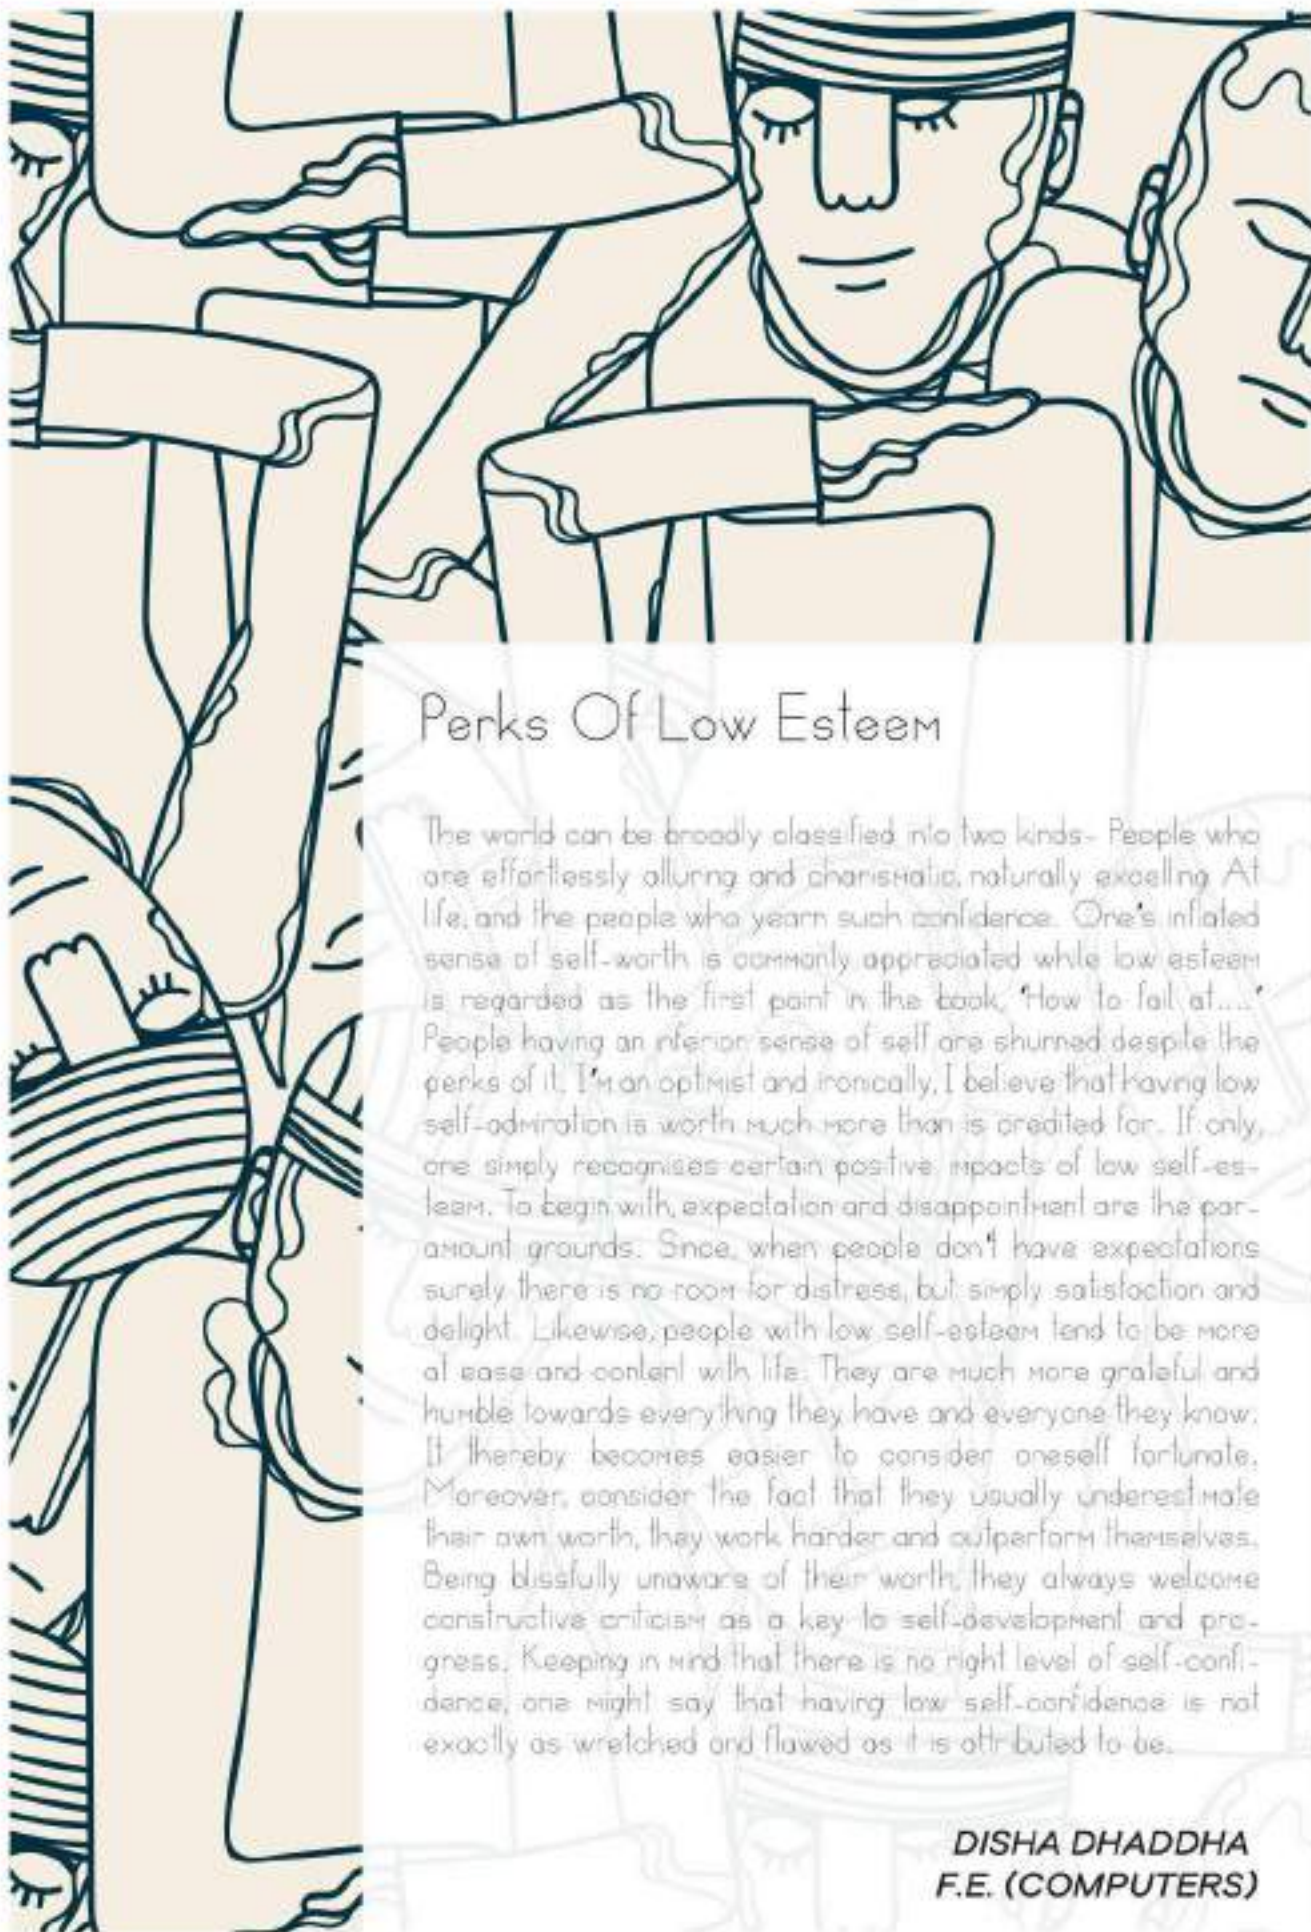 Perks Of Low Esteem
The world can be broadly classified into two kinds- People who
are effortlessly alluring and charismatic, naturally excelling At
life, and the people who yearn such confidence. One's inflated
sense of self-worth is commonly appreciated while low esteem
is regarded as the first point in the book, 'How to fail at....'
People having an inferior sense of self are shunned despite the
perks of it. I'm an optimist and ironically, I believe that having low
self-admiration is worth much more than is credited for. If only,
one simply recognises certain positive impacts of low self-es-
teem. To begin with, expectation and disappointment are the par-
amount grounds. Since, when people don't have expectations
surely there is no room for distress, but simply satisfaction and
delight. Likewise, people with low self-esteem tend to be more
at ease and content with life. They are much more grateful and
humble towards everything they have and everyone they know.
It thereby becomes easier to consider oneself fortunate.
Moreover, consider the fact that they usually underestimate
their own worth, they work harder and outperform themselves.
Being blissfully unaware of their worth, they always welcome
constructive criticism as a key to self-development and pro-
gress. Keeping in mind that there is no right level of self-confi-
dence, one might say that having low self-confidence is not
exactly as wretched and flawed as it is attributed to be.
DISHA DHADDHA
F.E. (COMPUTERS)